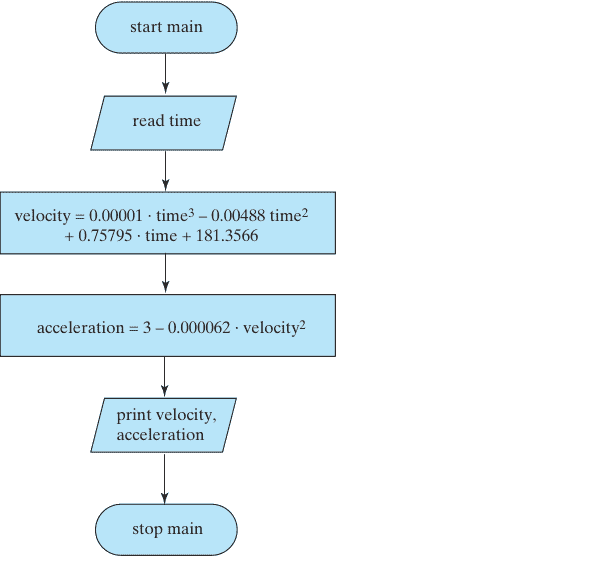 start main
read time
velocity = 0.00001 · time³ – 0.00488 time²
+ 0.75795 · time + 181.3566
acceleration = 3 – 0.000062 · velocity²
print velocity,
acceleration
stop main